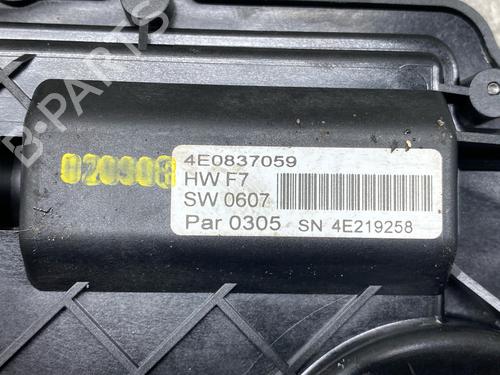 B-PARTS
020908
4E0837059
HW F7
SW 0607
Par 0305 SN 4E219258